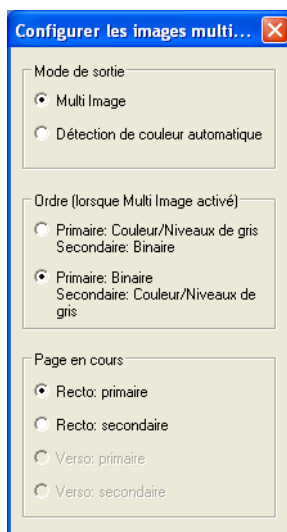 Configurer les images multi...
Mode de sortie
Multi Image
Détection de couleur automatique
Ordre (lorsque Multi Image activé)
Primaire: Couleur/Niveaux de gris
Secondaire: Binaire
Primaire: Binaire
Secondaire: Couleur/Niveaux de
gris
Page en cours
Recto: primaire
Recto: secondaire
Verso: primaire
Verso: secondaire